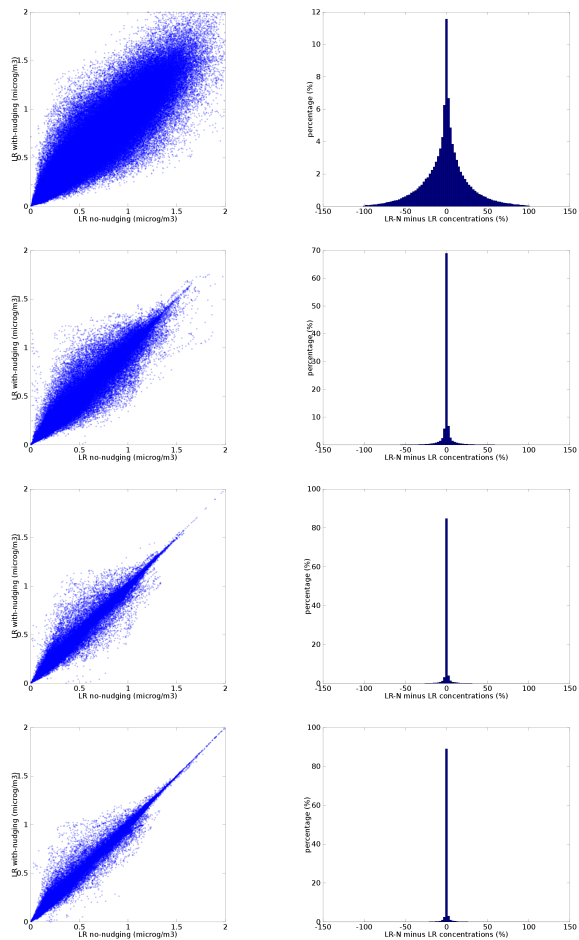 2
1.5
1
0.5
0
LR with-nudging (microg/m3)
0 0.5 1 1.5 2
LR no-nudging (microg/m3)
12
10
8
6
4
2
0
percentage (%)
-150 -100 -50 0 50 100 150
LR-N minus LR concentrations (%)
2
1.5
1
0.5
0
LR with-nudging (microg/m3)
0 0.5 1 1.5 2
LR no-nudging (microg/m3)
70
60
50
40
30
20
10
0
percentage (%)
-150 -100 -50 0 50 100 150
LR-N minus LR concentrations (%)
2
1.5
1
0.5
0
LR with-nudging (microg/m3)
0 0.5 1 1.5 2
LR no-nudging (microg/m3)
100
80
60
40
20
0
percentage (%)
-150 -100 -50 0 50 100 150
LR-N minus LR concentrations (%)
2
1.5
1
0.5
0
LR with-nudging (microg/m3)
0 0.5 1 1.5 2
LR no-nudging (microg/m3)
100
80
60
40
20
0
percentage (%)
-150 -100 -50 0 50 100 150
LR-N minus LR concentrations (%)